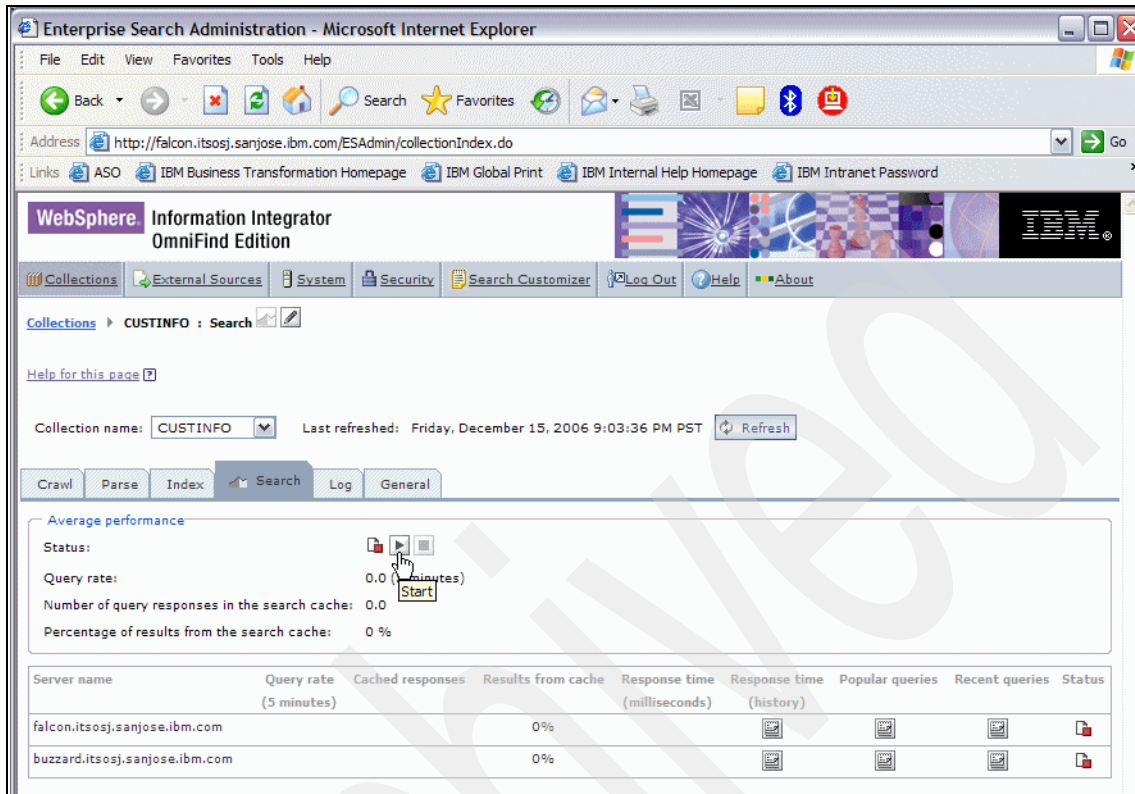 Enterprise Search Administration - Microsoft Internet Explorer
File Edit View Favorites Tools Help
Back Search Favorites
Address http://falcon.itsosj.sanjose.ibm.com/ESAdmin/collectionIndex.do Go
Links ASO IBM Business Transformation Homepage IBM Global Print IBM Internal Help Homepage IBM Intranet Password
WebSphere. Information Integrator
OmniFind Edition
IBM®
Collections External Sources System Security Search Customizer Log Out Help About
Collections CUSTINFO : Search
Help for this page ?
Collection name: CUSTINFO Last refreshed: Friday, December 15, 2006 9:03:36 PM PST Refresh
Crawl Parse Index Search Log General
Average performance
Status:
Query rate: 0.0 ( minutes)
Start
Number of query responses in the search cache: 0.0
Percentage of results from the search cache: 0 %
Server name Query rate Cached responses Results from cache Response time Response time Popular queries Recent queries Status
(5 minutes) (milliseconds) (history)
falcon.itsosj.sanjose.ibm.com 0%
buzzard.itsosj.sanjose.ibm.com 0%